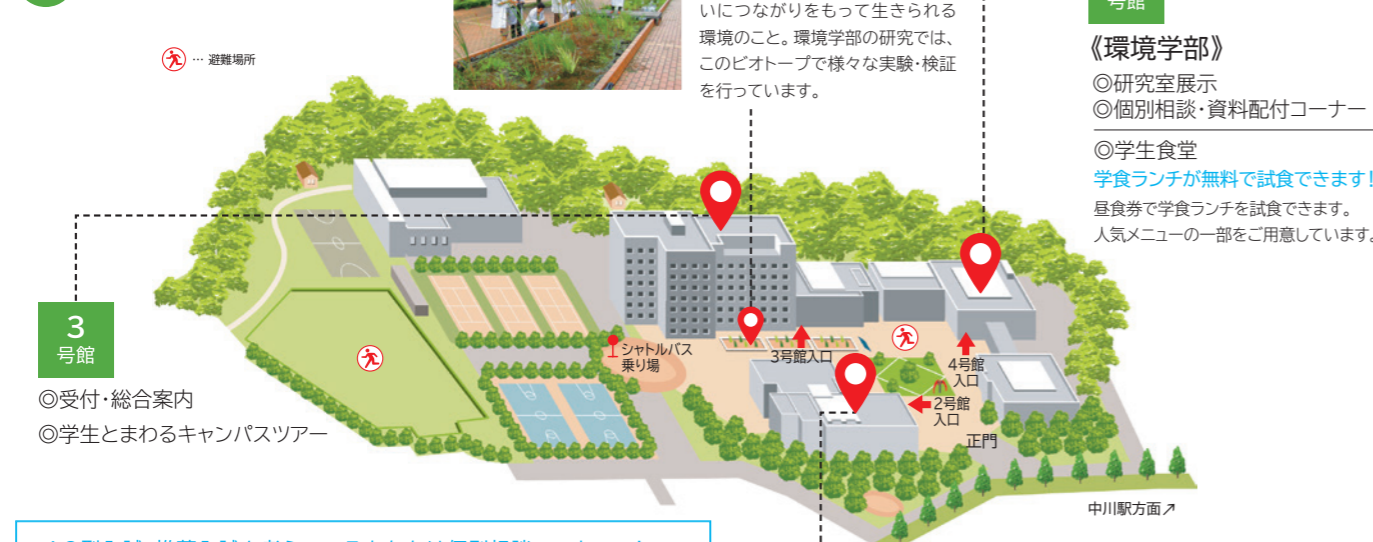 いにつながりをもって生きられる
環境のこと。環境学部の研究では、
このビオトープで様々な実験・検証
を行っています。
… 避難場所
号館
《環境学部》
◎研究室展示
◎個別相談・資料配付コーナー
◎学生食堂
学食ランチが無料で試食できます!
昼食券で学食ランチを試食できます。
人気メニューの一部をご用意しています。
3
号館
◎受付・総合案内
◎学生とまわるキャンパスツアー
シャトルバス
乗り場
3号館入口
4号館
入口
2号館
入口
正門
中川駅方面↗